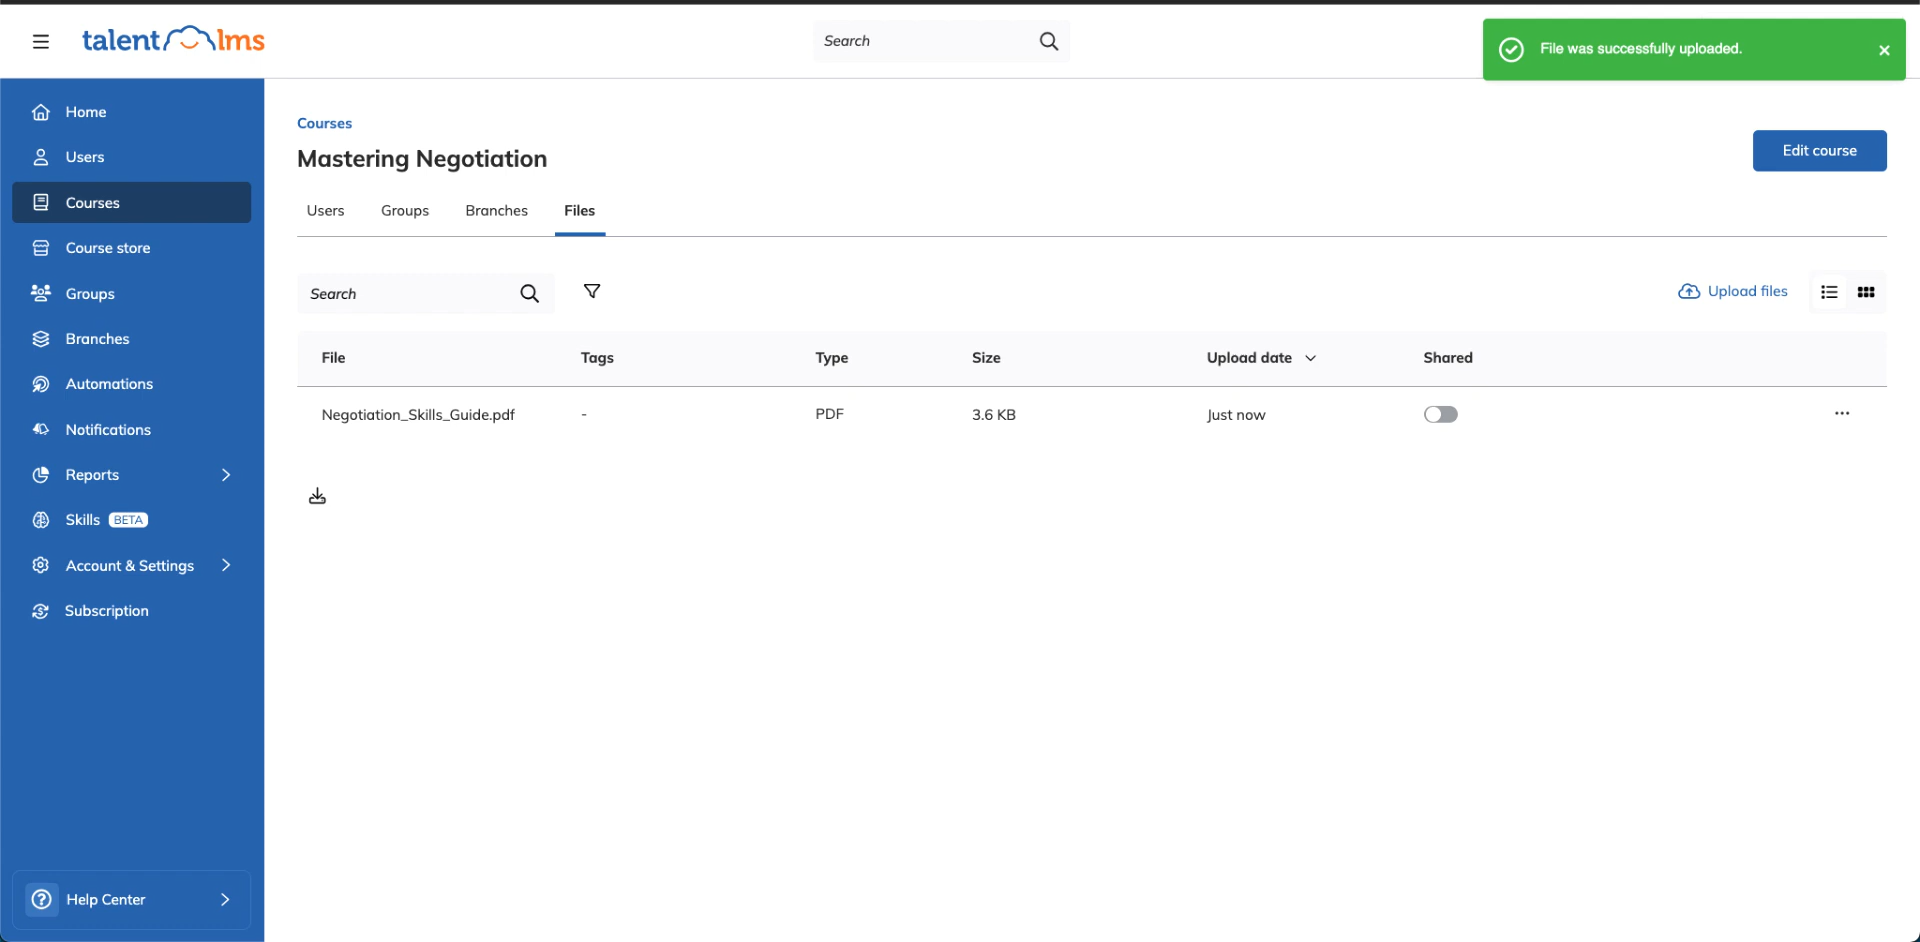 talentlms
Search
File was successfully uploaded.
Home
Users
Courses
Course store
Groups
Branches
Automations
Notifications
Reports
Skills BETA
Account & Settings
Subscription
Help Center
Courses
Mastering Negotiation
Edit course
Users Groups Branches Files
Search
Upload files
File Tags Type Size Upload date Shared
Negotiation_Skills_Guide.pdf - PDF 3.6 KB Just now